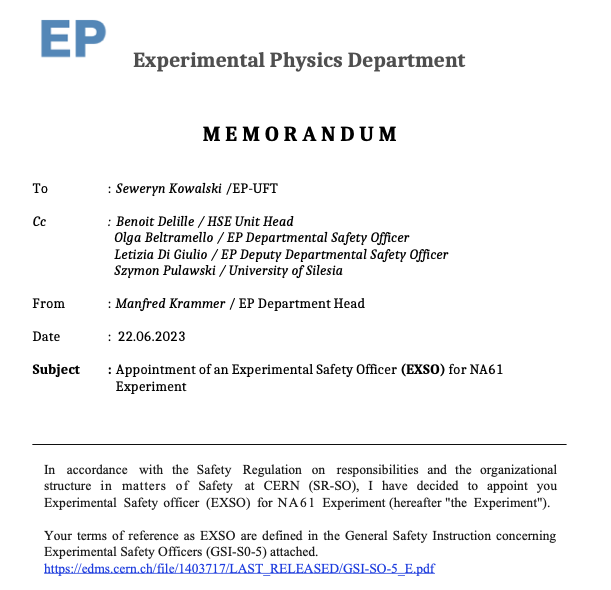 EP
Experimental Physics Department
MEMORANDUM
To : Seweryn Kowalski /EP-UFT
Cc : Benoit Delille / HSE Unit Head
Olga Beltramello / EP Departmental Safety Officer
Letizia Di Giulio / EP Deputy Departmental Safety Officer
Szymon Pulawski / University of Silesia
From : Manfred Krammer / EP Department Head
Date : 22.06.2023
Subject : Appointment of an Experimental Safety Officer (EXSO) for NA61
Experiment
In accordance with the Safety Regulation on responsibilities and the organizational
structure in matters of Safety at CERN (SR-SO), I have decided to appoint you
Experimental Safety officer (EXSO) for NA61 Experiment (hereafter "the Experiment").
Your terms of reference as EXSO are defined in the General Safety Instruction concerning
Experimental Safety Officers (GSI-S0-5) attached.
https://edms.cern.ch/file/1403717/LAST_RELEASED/GSI-SO-5_E.pdf